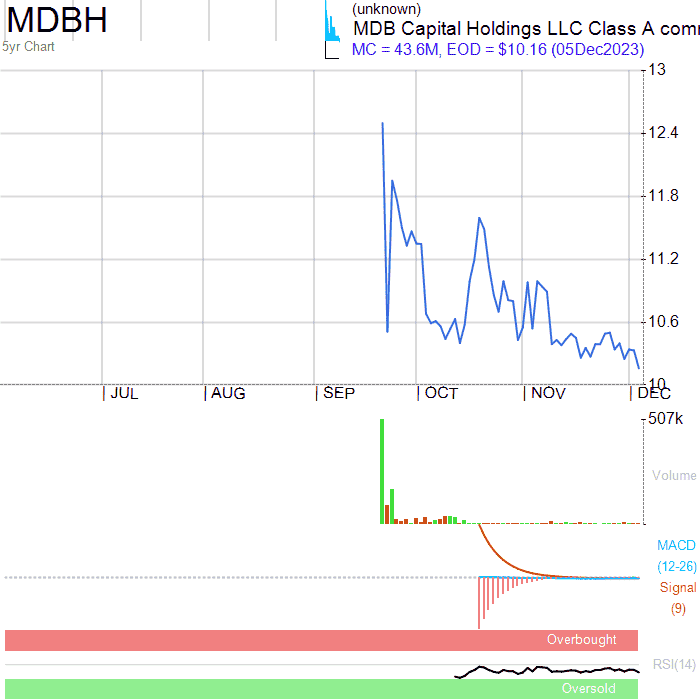 MDBH
5yr Chart
(unknown)
MDB Capital Holdings LLC Class A comm
MC = 43.6M, EOD = $10.16 (05Dec2023)
13
12.4
11.8
11.2
10.6
10
JUL AUG SEP OCT NOV DEC
507k
Volume
MACD
(12-26)
Signal
(9)
Overbought
RSI(14)
Oversold